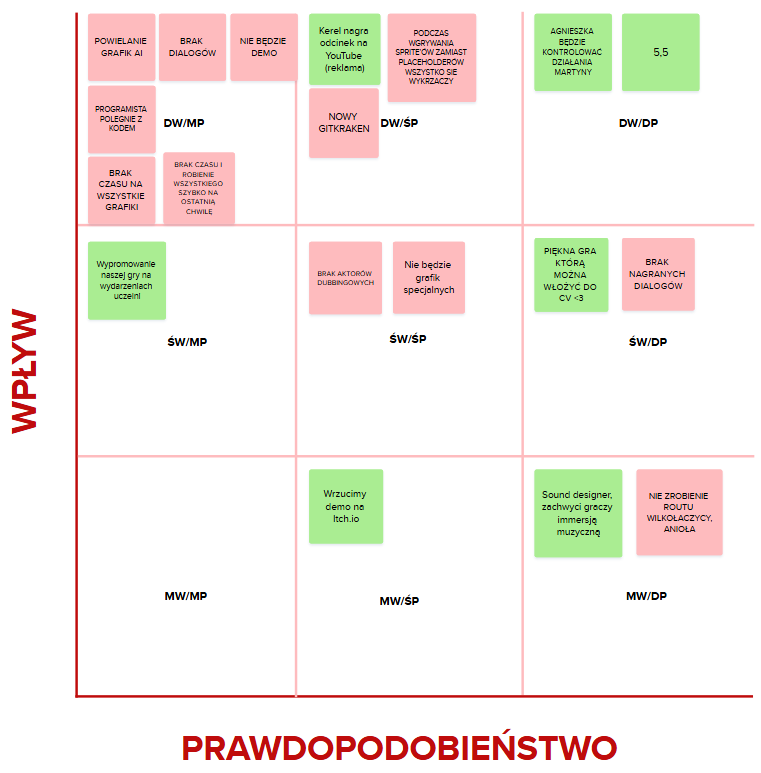 POWIELANIE
GRAFIK AI
BRAK
DIALOGÓW
NIE BĘDZIE
DEMO
PROGRAMISTA
POLEGNIE Z
KODEM
DW/MP
BRAK
CZASU NA
WSZYSTKIE
GRAFIKI
BRAK CZASU I
ROBIENIE
WSZYSTKIEGO
SZYBKO NA
OSTATNIĄ
CHWILĘ
Kerel nagra
odcinek na
YouTube
(reklama)
PODCZAS
WGRYWANIA
SPRITE'ÓW ZAMIAST
PLACEHOLDERÓW
WSZYSTKO SIĘ
WYKRZACZY
NOWY
GITKRAKEN
DW/ŚP
AGNIESZKA
BĘDZIE
KONTROLOWAĆ
DZIAŁANIA
MARTYNY
5,5
DW/DP
Wypromowanie
naszej gry na
wydarzeniach
uczelni
ŚW/MP
BRAK AKTORÓW
DUBBINGOWYCH
Nie będzie
grafik
specjalnych
ŚW/ŚP
PIĘKNA GRA
KTÓRĄ
MOŻNA
WŁOŻYĆ DO
CV <3
BRAK
NAGRANYCH
DIALOGÓW
ŚW/DP
WPŁYW
MW/MP
Wrzucimy
demo na
Itch.io
MW/ŚP
Sound designer,
zachwyci graczy
immersją
muzyczną
NIE ZROBIENIE
ROUTU
WILKOŁACZYCY,
ANIOŁA
MW/DP
PRAWDOPODOBIEŃSTWO